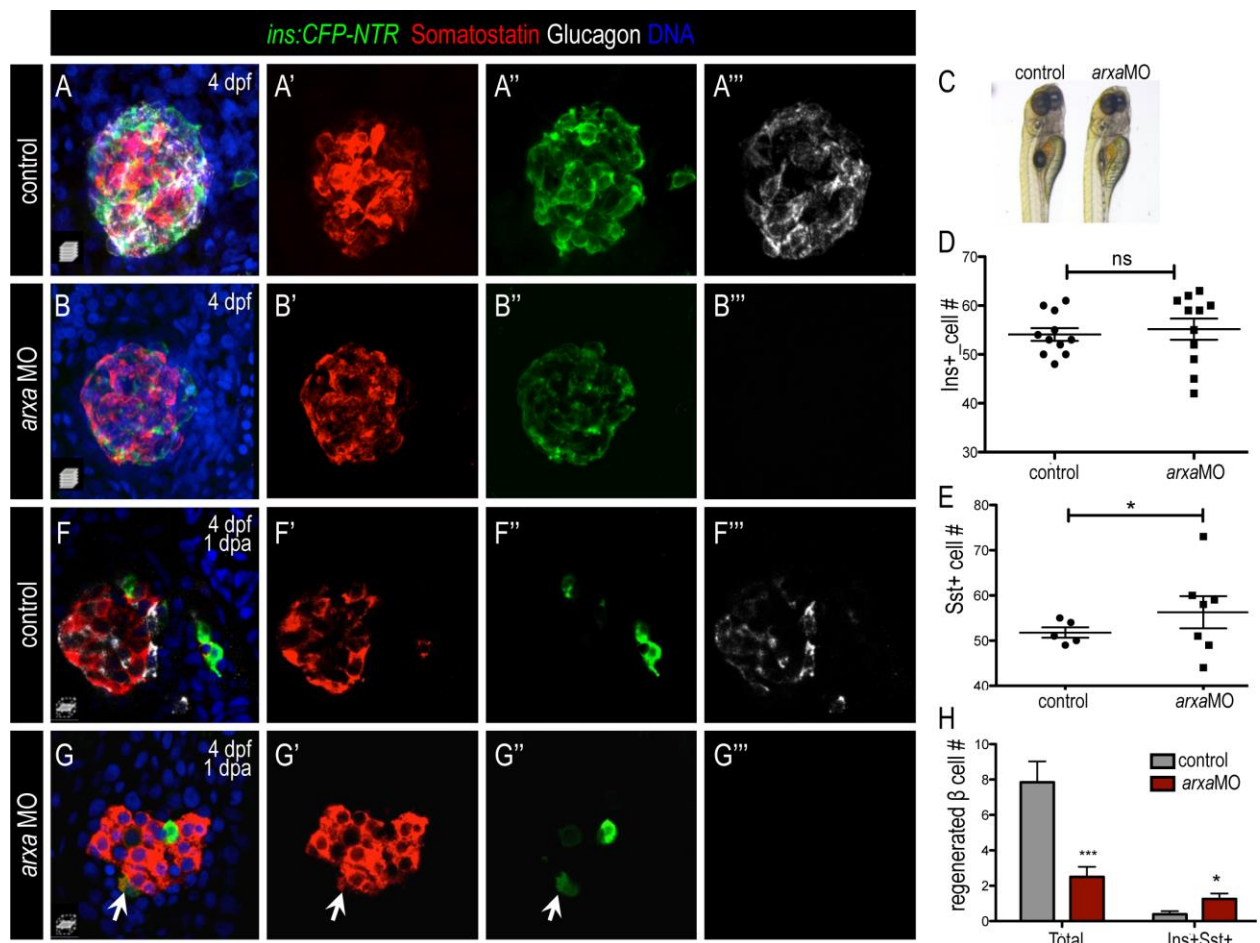 ins:CFP-NTR Somatostatin Glucagon DNA
control
A 4 dpf
A'
A''
A'''
arxa MO
B 4 dpf
B'
B''
B'''
control
F 4 dpf
1 dpa
F'
F''
F'''
arxa MO
G 4 dpf
1 dpa
G'
G''
G'''
C
control arxaMO
D
ns
Ins+ cell #
70
60
50
40
30
control arxaMO
E
*
Sst+ cell #
80
70
60
50
40
control arxaMO
H
control
arxaMO
regenerated β cell #
10
8
6
4
2
0
***
*
Total Ins+Sst+